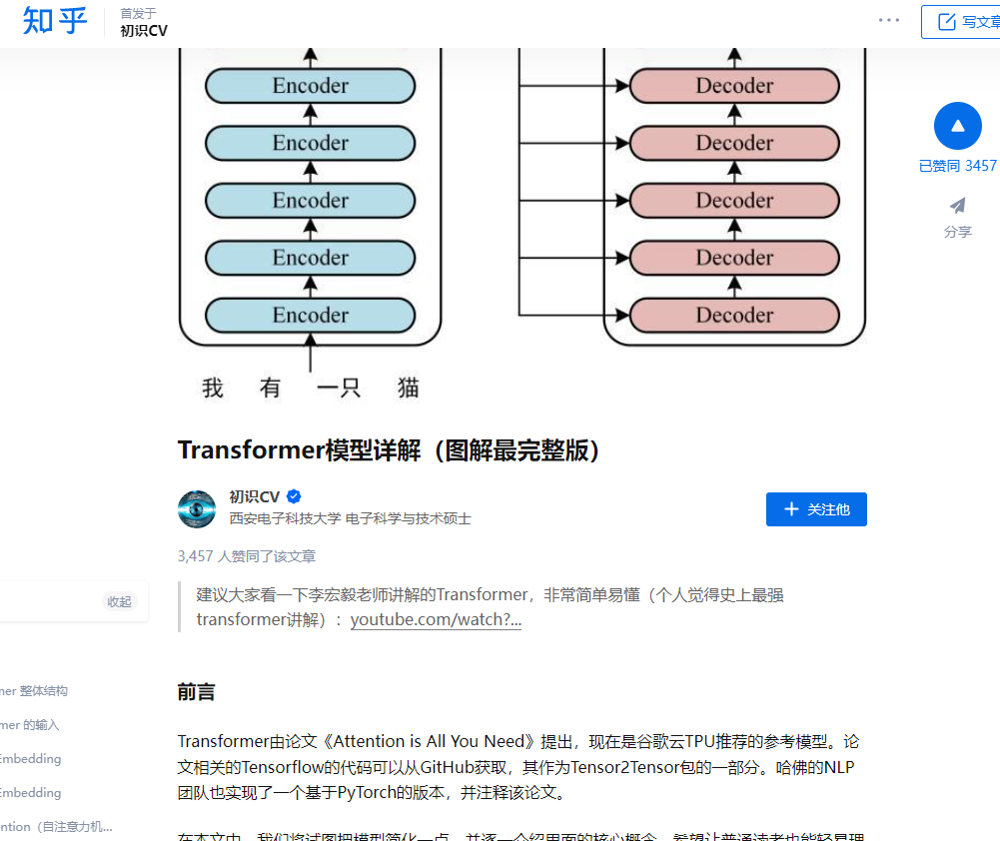 知乎
首发于
初识CV
写文章
Encoder
Decoder
Encoder
Decoder
Encoder
Decoder
Encoder
Decoder
Encoder
Decoder
已赞同 3457
分享
我 有 一只 猫
Transformer模型详解（图解最完整版）
初识CV
西安电子科技大学 电子科学与技术硕士
关注他
3,457 人赞同了该文章
建议大家看一下李宏毅老师讲解的Transformer，非常简单易懂（个人觉得史上最强
transformer讲解）：youtube.com/watch?...
收起
mer 整体结构
mer 的输入
Embedding
Embedding
ention（自注意力机...
前言
Transformer由论文《Attention is All You Need》提出，现在是谷歌云TPU推荐的参考模型。论
文相关的Tensorflow的代码可以从GitHub获取，其作为Tensor2Tensor包的一部分。哈佛的NLP
团队也实现了一个基于PyTorch的版本，并注释该论文。
在本文中，我们将试图把模型简化一点，并逐一介绍里面的核心概念，希望让普通读者也能轻易理